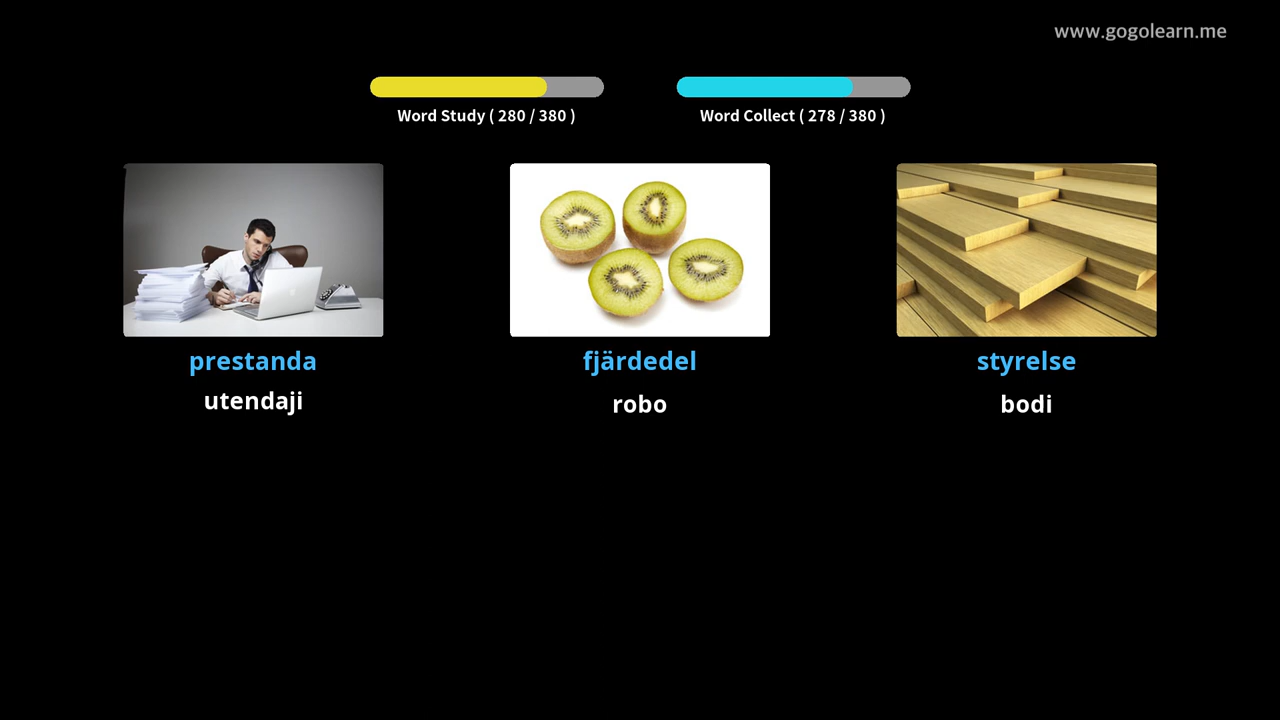 www.gogolearn.me
Word Study ( 280 / 380 )
Word Collect ( 278 / 380 )
prestanda
utendaji
fjärdedel
robo
styrelse
bodi